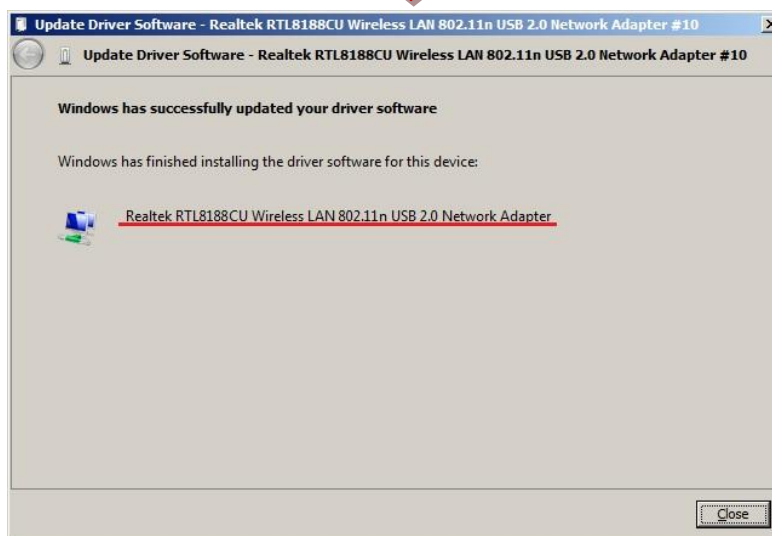 Update Driver Software - Realtek RTL8188CU Wireless LAN 802.11n USB 2.0 Network Adapter #10
Update Driver Software - Realtek RTL8188CU Wireless LAN 802.11n USB 2.0 Network Adapter #10
Windows has successfully updated your driver software
Windows has finished installing the driver software for this device:
Realtek RTL8188CU Wireless LAN 802.11n USB 2.0 Network Adapter
Close